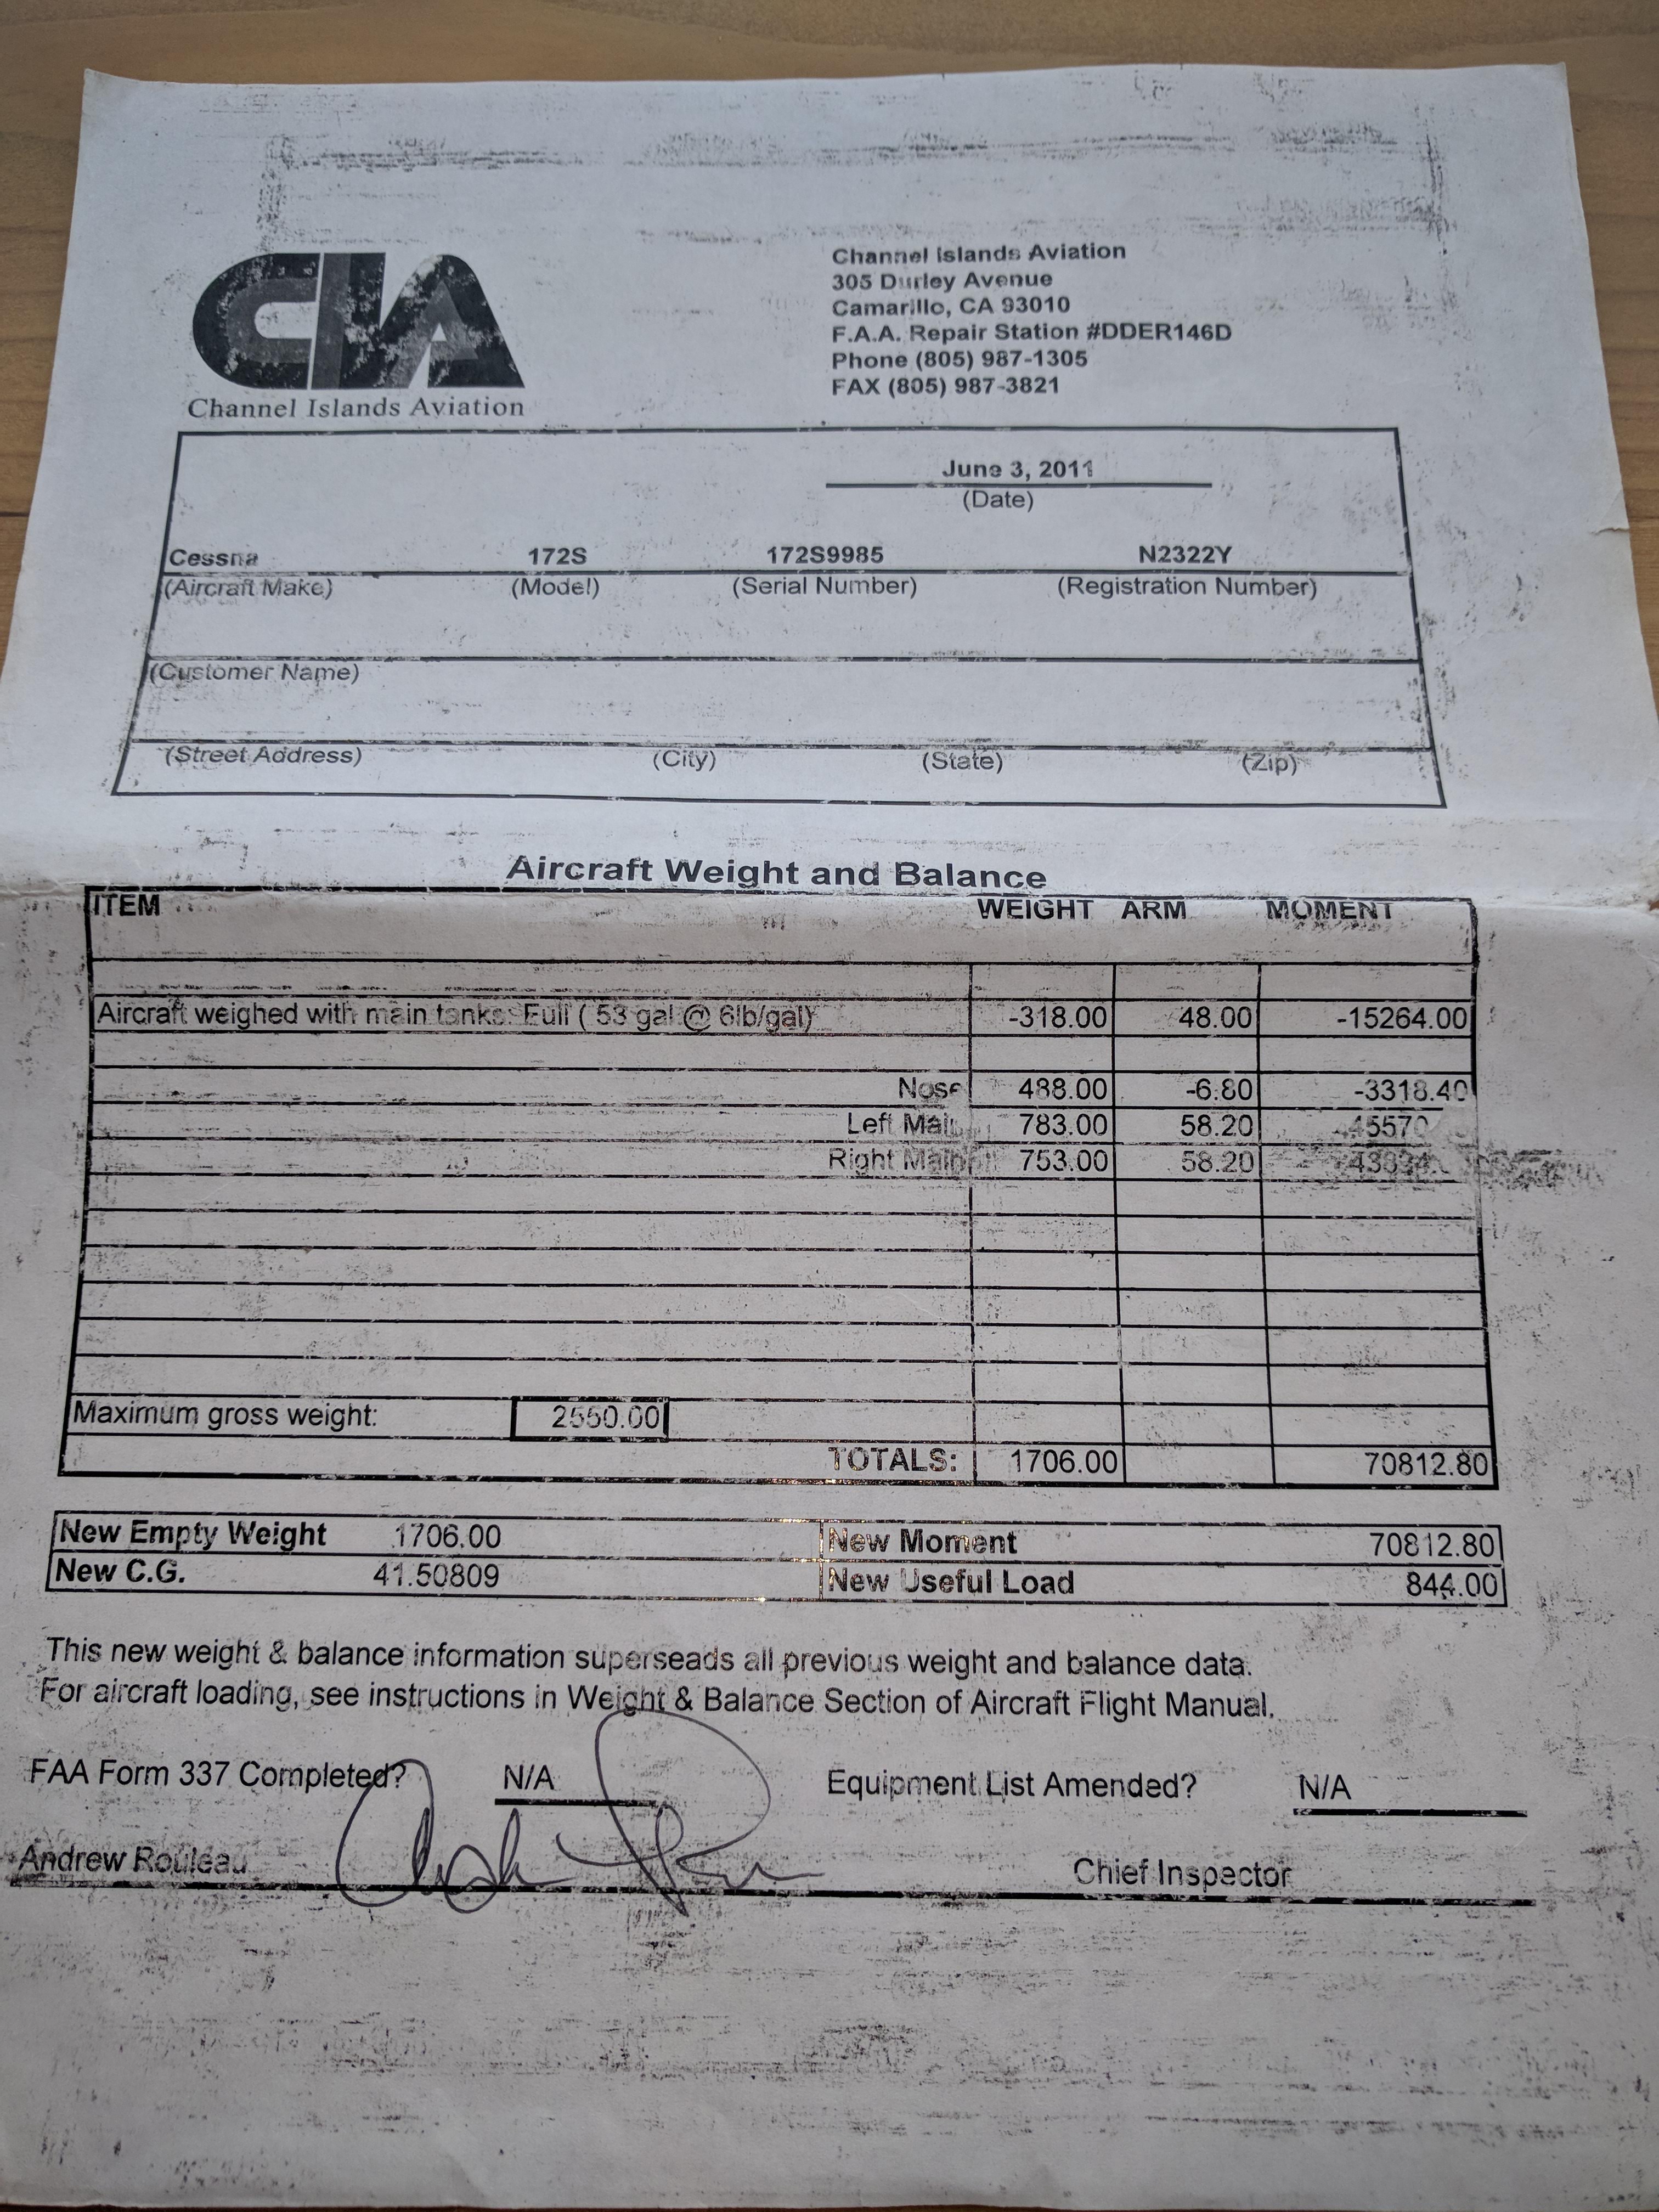 CIA
Channel Islands Aviation
Channel Islands Aviation
305 Durley Avenue
Camarillo, CA 93010
F.A.A. Repair Station #DDER146D
Phone (805) 987-1305
FAX (805) 987-3821
June 3, 2011
(Date)
Cessna 172S 172S9985 N2322Y
(Aircraft Make) (Model) (Serial Number) (Registration Number)
(Customer Name)
(Street Address) (City) (State) (Zip)
Aircraft Weight and Balance
ITEM WEIGHT ARM MOMENT
Aircraft weighed with main tanks: Full ( 53 gal @ 6lb/gal) -318.00 48.00 -15264.00
Nose 488.00 -6.80 -3318.40
Left Main 783.00 58.20
Right Main 753.00 58.20
Maximum gross weight: 2550.00
TOTALS: 1706.00 70812.80
New Empty Weight 1706.00 New Moment 70812.80
New C.G. 41.50809 New Useful Load 844.00
This new weight & balance information superseads all previous weight and balance data.
For aircraft loading, see instructions in Weight & Balance Section of Aircraft Flight Manual.
FAA Form 337 Completed? N/A Equipment List Amended? N/A
Andrew Rouleau Chief Inspector